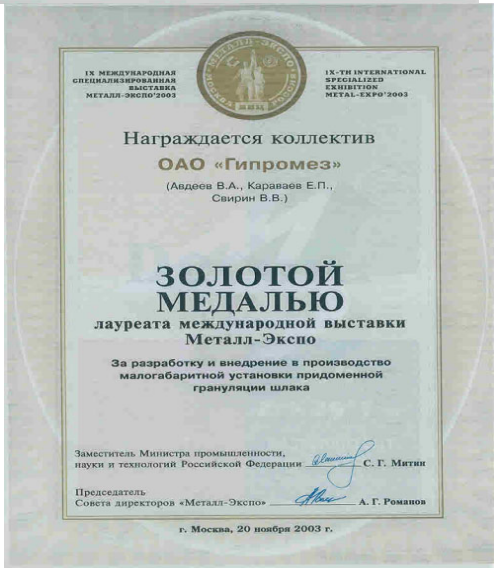 IX МЕЖДУНАРОДНАЯ
СПЕЦИАЛИЗИРОВАННАЯ
ВЫСТАВКА
МЕТАЛЛ-ЭКСПО'2003
МЕТАЛЛ-ЭКСПО
IX-TH INTERNATIONAL
SPECIALIZED
EXHIBITION
METAL-EXPO'2003
Награждается коллектив
ОАО «Гипромез»
(Авдеев В.А., Караваев Е.П.,
Свирин В.В.)
ЗОЛОТОЙ
МЕДАЛЬЮ
лауреата международной выставки
Металл-Экспо
За разработку и внедрение в производство
малогабаритной установки придоменной
грануляции шлака
Заместитель Министра промышленности,
науки и технологий Российской Федерации С. Г. Митин
Председатель
Совета директоров «Металл-Экспо» А. Г. Романов
г. Москва, 20 ноября 2003 г.